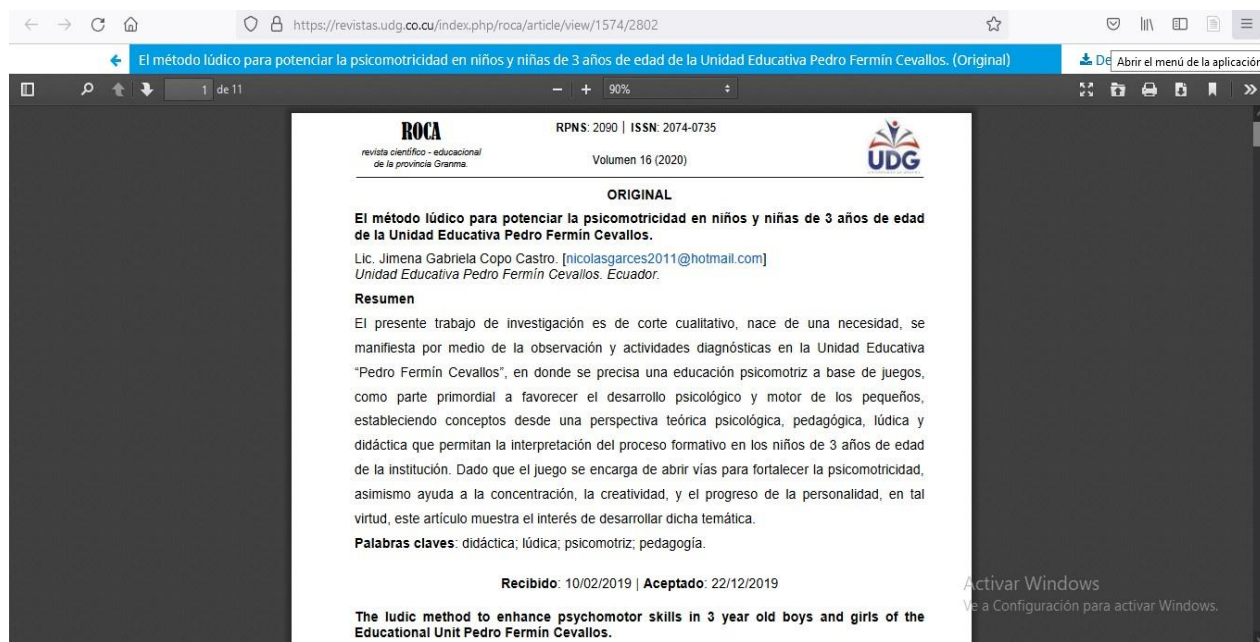 https://revistas.udg.co.cu/index.php/roca/article/view/1574/2802
El método lúdico para potenciar la psicomotricidad en niños y niñas de 3 años de edad de la Unidad Educativa Pedro Fermín Cevallos. (Original)
De
Abrir el menú de la aplicación
1 de 11
90%
ROCA
revista científico - educacional
de la provincia Granma.
RPNS: 2090 | ISSN: 2074-0735
Volumen 16 (2020)
UDG
ORIGINAL
El método lúdico para potenciar la psicomotricidad en niños y niñas de 3 años de edad
de la Unidad Educativa Pedro Fermín Cevallos.
Lic. Jimena Gabriela Copo Castro. [nicolasgarces2011@hotmail.com]
Unidad Educativa Pedro Fermín Cevallos. Ecuador.
Resumen
El presente trabajo de investigación es de corte cualitativo, nace de una necesidad, se
manifiesta por medio de la observación y actividades diagnósticas en la Unidad Educativa
“Pedro Fermín Cevallos”, en donde se precisa una educación psicomotriz a base de juegos,
como parte primordial a favorecer el desarrollo psicológico y motor de los pequeños,
estableciendo conceptos desde una perspectiva teórica psicológica, pedagógica, lúdica y
didáctica que permitan la interpretación del proceso formativo en los niños de 3 años de edad
de la institución. Dado que el juego se encarga de abrir vías para fortalecer la psicomotricidad,
asimismo ayuda a la concentración, la creatividad, y el progreso de la personalidad, en tal
virtud, este artículo muestra el interés de desarrollar dicha temática.
Palabras claves: didáctica; lúdica; psicomotriz; pedagogía.
Recibido: 10/02/2019 | Aceptado: 22/12/2019
The ludic method to enhance psychomotor skills in 3 year old boys and girls of the
Educational Unit Pedro Fermín Cevallos.
Activar Windows
Ve a Configuración para activar Windows.